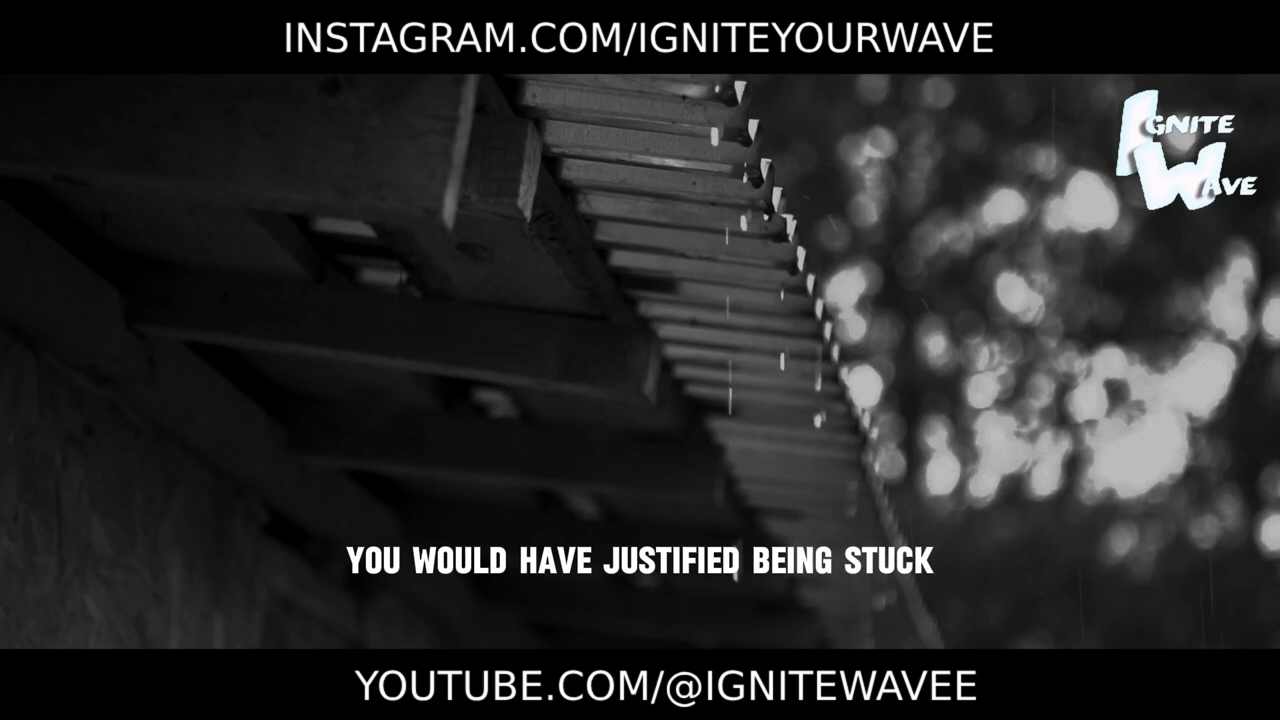 INSTAGRAM.COM/IGNITEYOURWAVE
IGNITE
WAVE
YOU WOULD HAVE JUSTIFIED BEING STUCK
YOUTUBE.COM/@IGNITEWAVEE